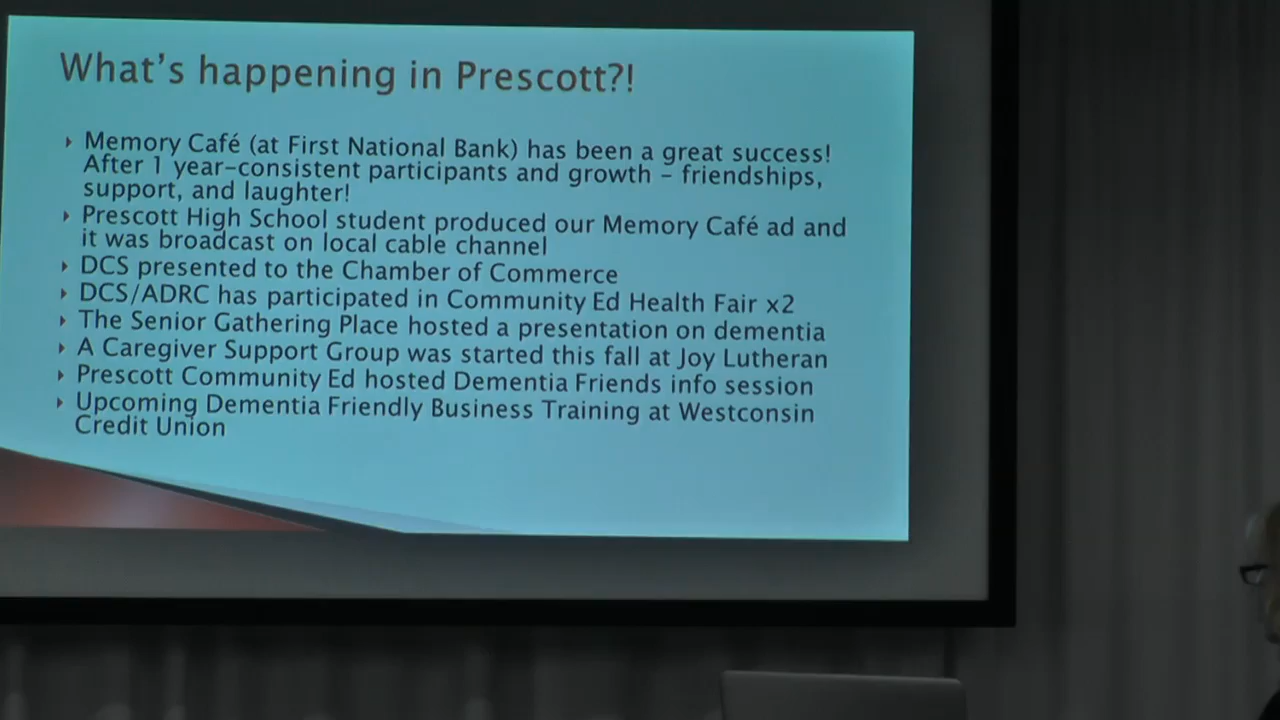 What's happening in Prescott?!
Memory Café (at First National Bank) has been a great success!
After 1 year-consistent participants and growth – friendships,
support, and laughter!
Prescott High School student produced our Memory Café ad and
it was broadcast on local cable channel
DCS presented to the Chamber of Commerce
DCS/ADRC has participated in Community Ed Health Fair x2
The Senior Gathering Place hosted a presentation on dementia
A Caregiver Support Group was started this fall at Joy Lutheran
Prescott Community Ed hosted Dementia Friends info session
Upcoming Dementia Friendly Business Training at Westconsin
Credit Union